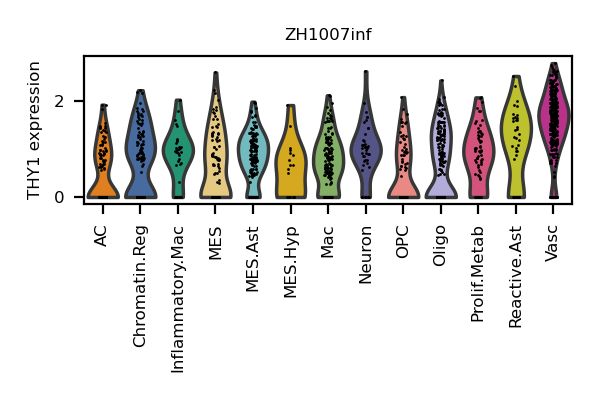 ZH1007inf
THY1 expression
2
0
AC
Chromatin.Reg
Inflammatory.Mac
MES
MES.Ast
MES.Hyp
Mac
Neuron
OPC
Oligo
Prolif.Metab
Reactive.Ast
Vasc